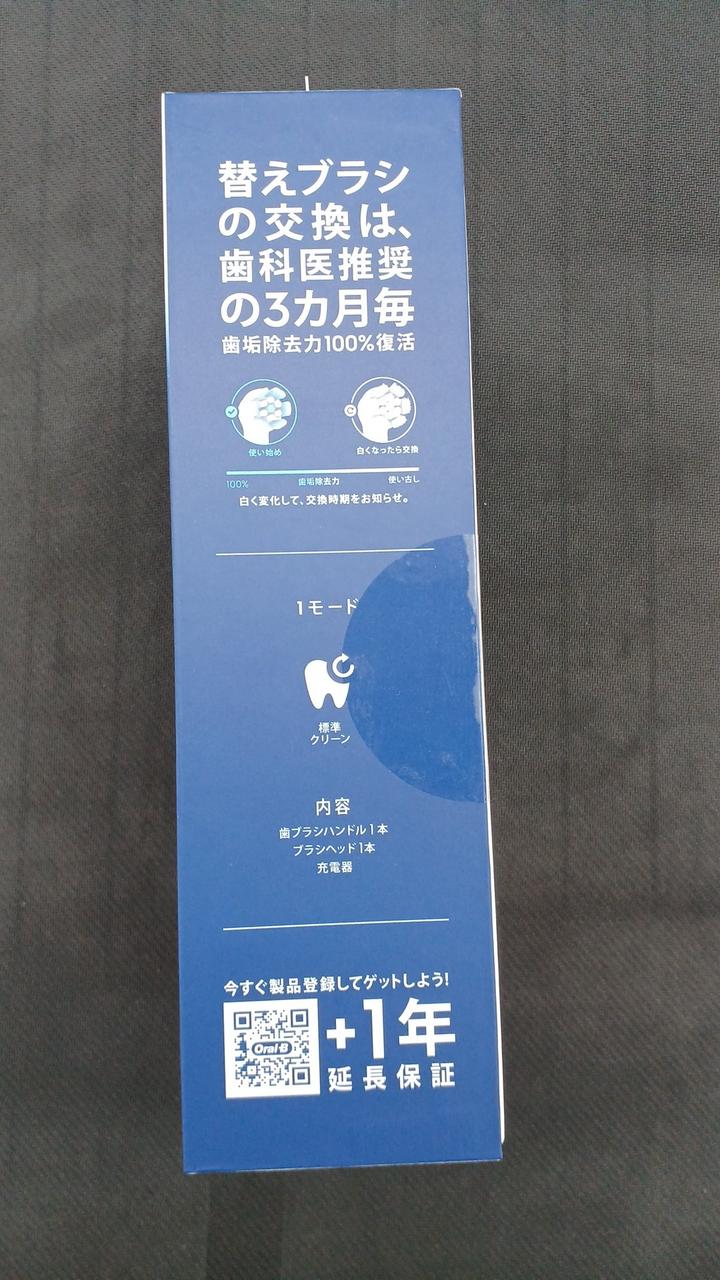 替えブラシ
の交換は、
歯科医推奨
の3カ月毎
歯垢除去力100%復活
使い始め
白くなったら交換
100%
歯垢除去力
使い古し
白く変化して、交換時期をお知らせ。
1モード
標準
クリーン
内容
歯ブラシハンドル1本
ブラシヘッド1本
充電器
今すぐ製品登録してゲットしよう!
Oral-B
+1年
延長保証